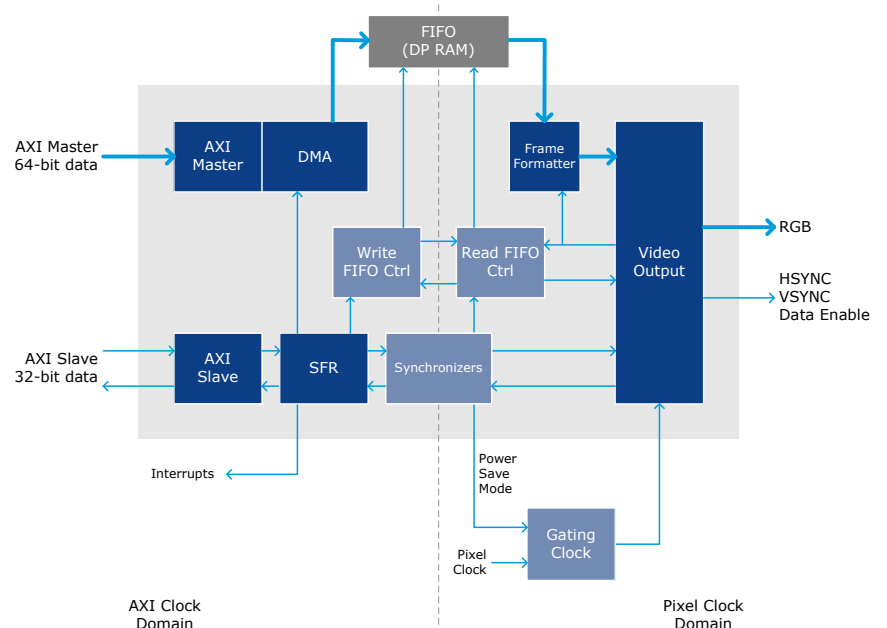 FIFO
(DP RAM)
AXI Master
64-bit data
AXI
Master
DMA
Frame
Formatter
Write
FIFO Ctrl
Read FIFO
Ctrl
Video
Output
RGB
HSYNC
VSYNC
Data Enable
AXI Slave
32-bit data
AXI
Slave
SFR
Synchronizers
Interrupts
Power
Save
Mode
Pixel
Clock
Gating
Clock
AXI Clock
Domain
Pixel Clock
Domain